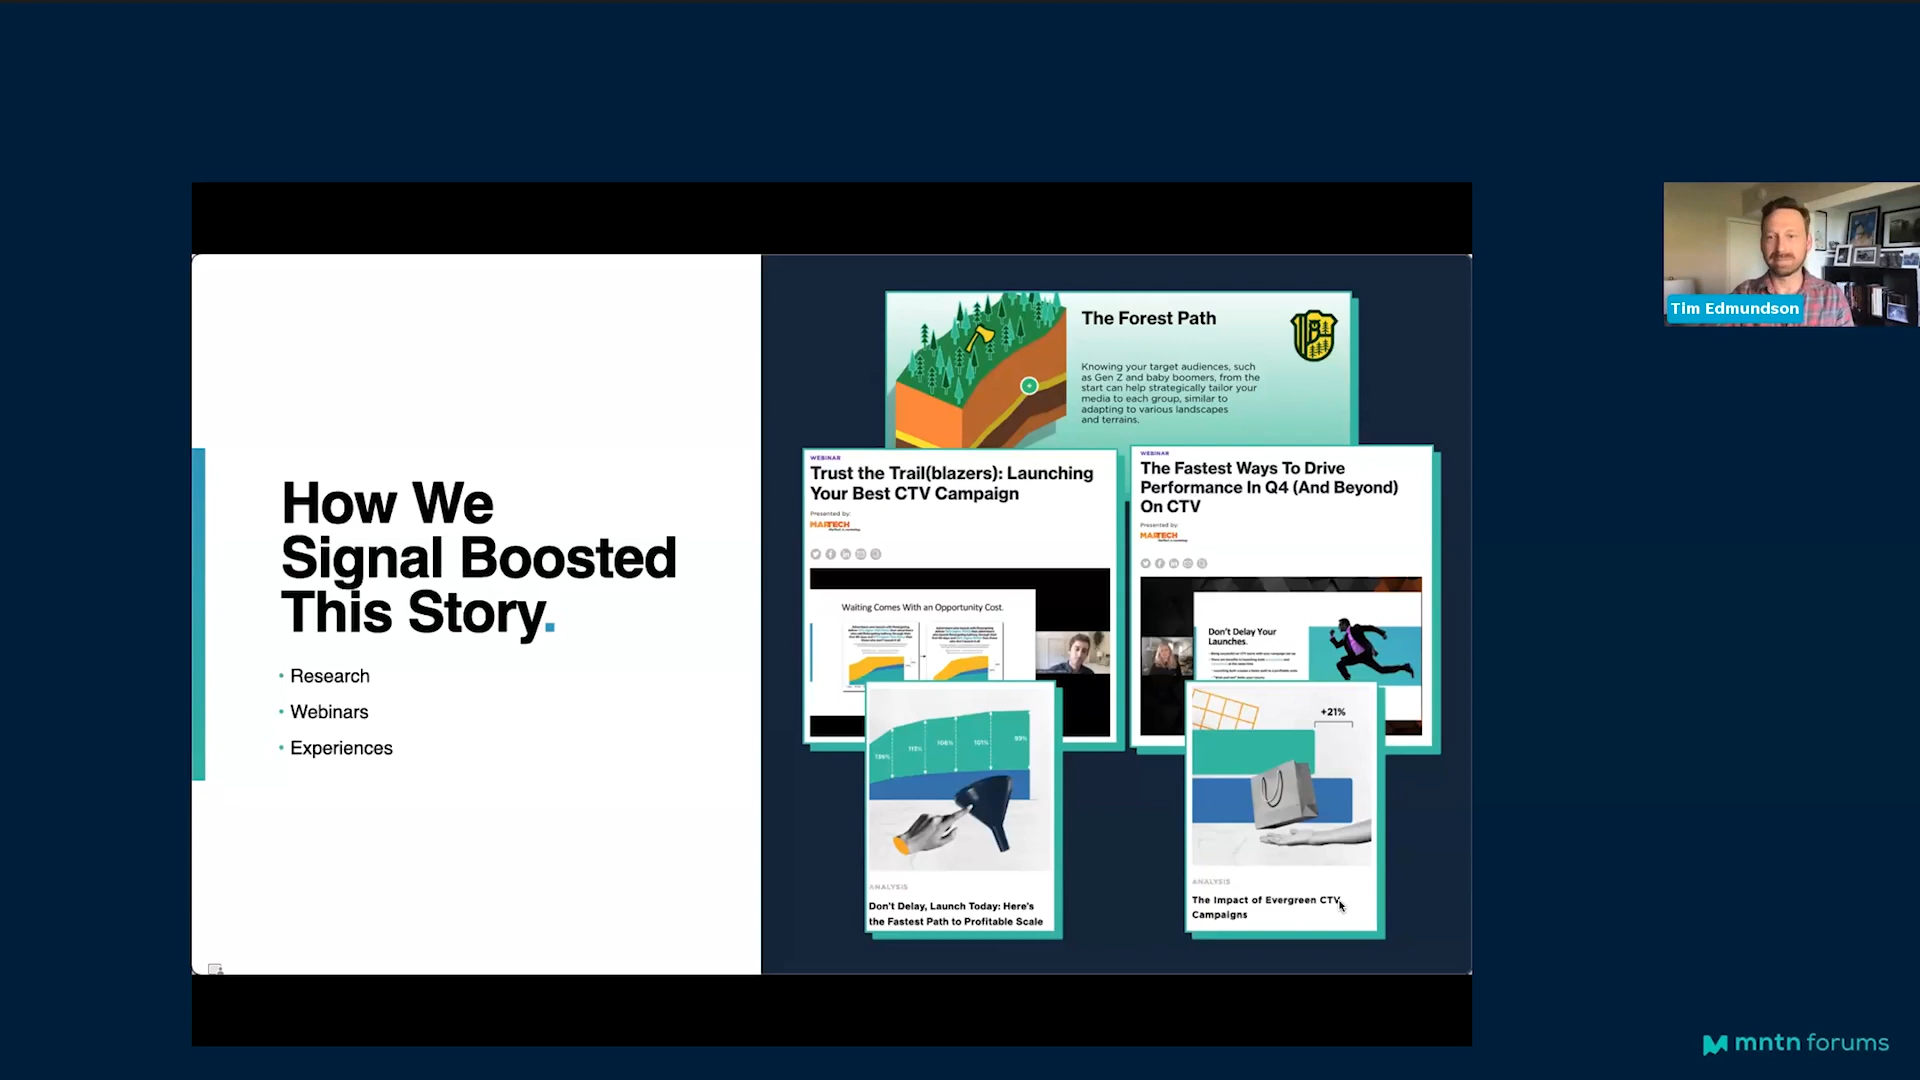 How We
Signal Boosted
This Story.
• Research
• Webinars
• Experiences
The Forest Path
Knowing your target audiences, such
as Gen Z and baby boomers, from the
start can help strategically tailor your
media to each group, similar to
adapting to various landscapes
and terrains.
WEBINAR
Trust the Trail(blazers): Launching
Your Best CTV Campaign
Presented by:
MARTECH
Waiting Comes With an Opportunity Cost.
WEBINAR
The Fastest Ways To Drive
Performance In Q4 (And Beyond)
On CTV
Presented by:
MARTECH
Don't Delay Your
Launches.
113%
106%
101%
99%
ANALYSIS
Don't Delay, Launch Today: Here's
the Fastest Path to Profitable Scale
+21%
ANALYSIS
The Impact of Evergreen CTV
Campaigns
Tim Edmundson
mntn forums